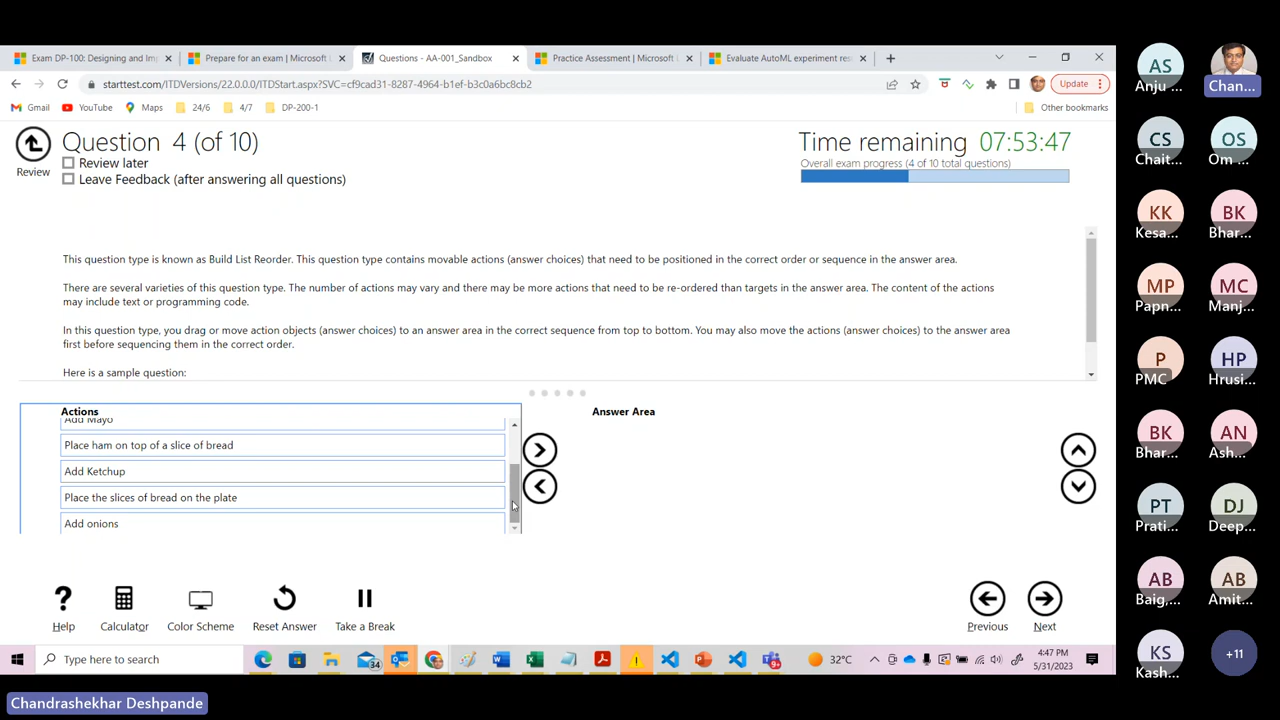 Exam DP-100: Designing and Im
Prepare for an exam | Microsoft
Questions - AA-001_Sandbox
Practice Assessment | Microsoft L
Evaluate AutoML experiment res
starttest.com/ITDVersions/22.0.0.0/ITDStart.aspx?SVC=cf9cad31-8287-4964-b1ef-b3c0a6bc8cb2
Update
Gmail
YouTube
Maps
24/6
4/7
DP-200-1
Other bookmarks
Question 4 (of 10)
Review later
Leave Feedback (after answering all questions)
Review
Time remaining 07:53:47
Overall exam progress (4 of 10 total questions)
This question type is known as Build List Reorder. This question type contains movable actions (answer choices) that need to be positioned in the correct order or sequence in the answer area.
There are several varieties of this question type. The number of actions may vary and there may be more actions that need to be re-ordered than targets in the answer area. The content of the actions
may include text or programming code.
In this question type, you drag or move action objects (answer choices) to an answer area in the correct sequence from top to bottom. You may also move the actions (answer choices) to the answer area
first before sequencing them in the correct order.
Here is a sample question:
Actions
Answer Area
Add Mayo
Place ham on top of a slice of bread
Add Ketchup
Place the slices of bread on the plate
Add onions
Help
Calculator
Color Scheme
Reset Answer
Take a Break
Previous
Next
Type here to search
34
9+
32°C
4:47 PM
5/31/2023
Chandrashekhar Deshpande
AS
Anju ...
Chan...
CS
Chait...
OS
Om ...
KK
Kesa...
BK
Bhar...
MP
Papn...
MC
Manj...
P
PMC
HP
Hrusi...
BK
Bhar...
AN
Ash...
PT
Prati...
DJ
Deep...
AB
Baig,...
AB
Amit...
KS
Kash...
+11